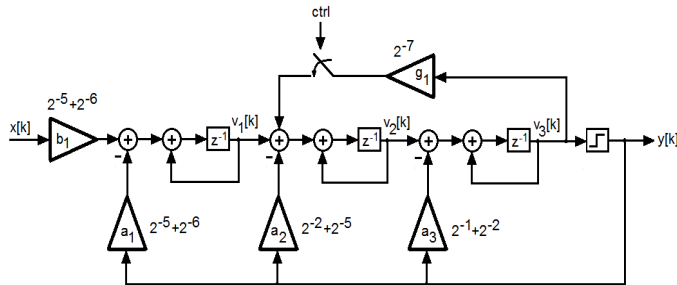 ctrl
2⁻⁷
g₁
2⁻⁵+2⁻⁶
x[k]
b₁
+
+
z⁻¹
v₁[k]
+
+
z⁻¹
v₂[k]
+
+
z⁻¹
v₃[k]
y[k]
-
-
-
a₁
2⁻⁵+2⁻⁶
a₂
2⁻²+2⁻⁵
a₃
2⁻¹+2⁻²